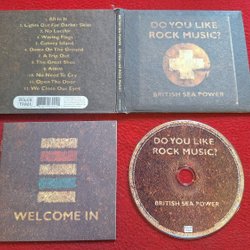 1. All In It
2. Lights Out For Darker Skies
3. No Lucifer
4. Waving Flags
5. Canvey Island
6. Down On The Ground
7. A Trip Out
8. The Great Skua
9. Atom
10. No Need To Cry
11. Open The Door
12. We Close Our Eyes
ROUGH
TRADE
DO YOU LIKE
ROCK MUSIC?
BRITISH SEA POWER
WELCOME IN
DO YOU LIKE
ROCK MUSIC?
BRITISH SEA POWER